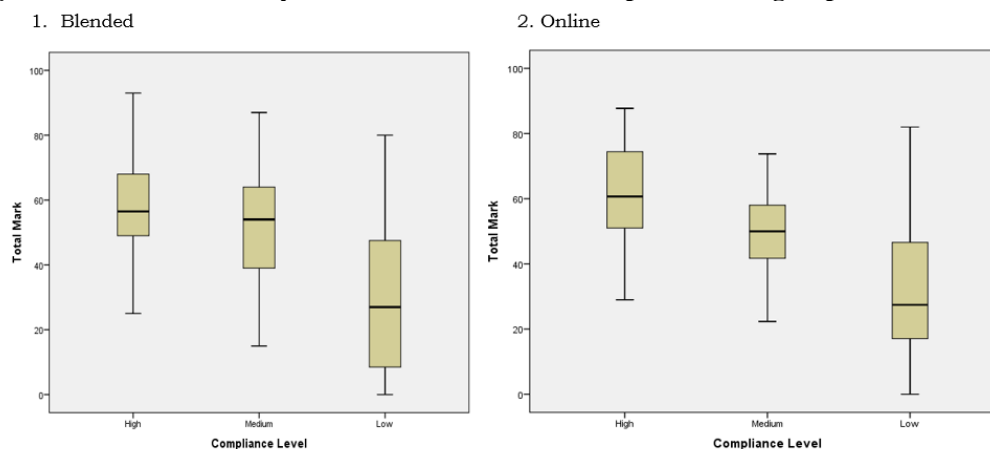 1. Blended
2. Online
100
80
60
40
20
0
Total Mark
High Medium Low
Compliance Level
100
80
60
40
20
0
Total Mark
High Medium Low
Compliance Level